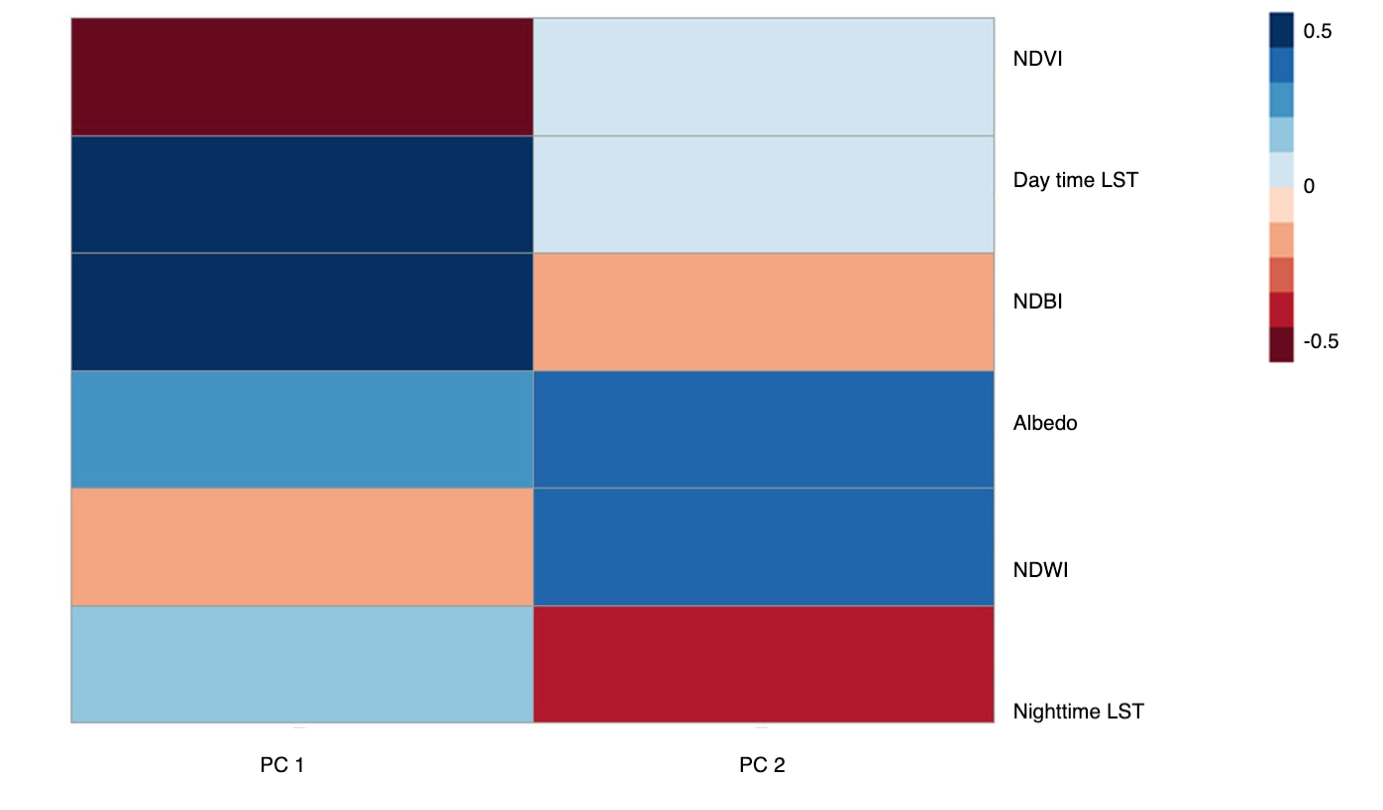 NDVI
Day time LST
NDBI
Albedo
NDWI
Nighttime LST
PC 1
PC 2
0.5
0
-0.5